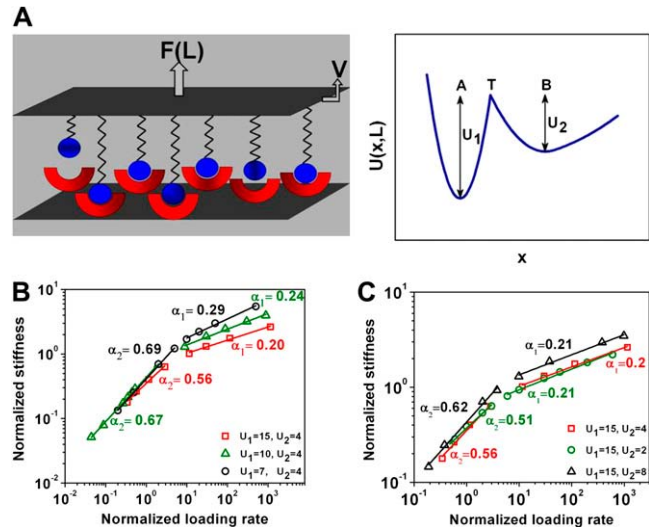 A
F(L)
V
U(x,L)
A T B
U₁
U₂
x
B
Normalized stiffness
10¹
10⁰
10⁻¹
10⁻²
α₁= 0.29
α₁= 0.24
α₂= 0.69
α₁= 0.20
α₂= 0.56
α₂= 0.67
U₁=15, U₂=4
U₁=10, U₂=4
U₁=7, U₂=4
10⁻² 10⁻¹ 10⁰ 10¹ 10² 10³ 10⁴
Normalized loading rate
C
Normalized stiffness
10¹
10⁰
10⁻¹
α₁= 0.21
α₁= 0.2
α₂= 0.62
α₁= 0.21
α₂= 0.51
α₂= 0.56
U₁=15, U₂=4
U₁=15, U₂=2
U₁=15, U₂=8
10⁻¹ 10⁰ 10¹ 10² 10³ 10⁴
Normalized loading rate